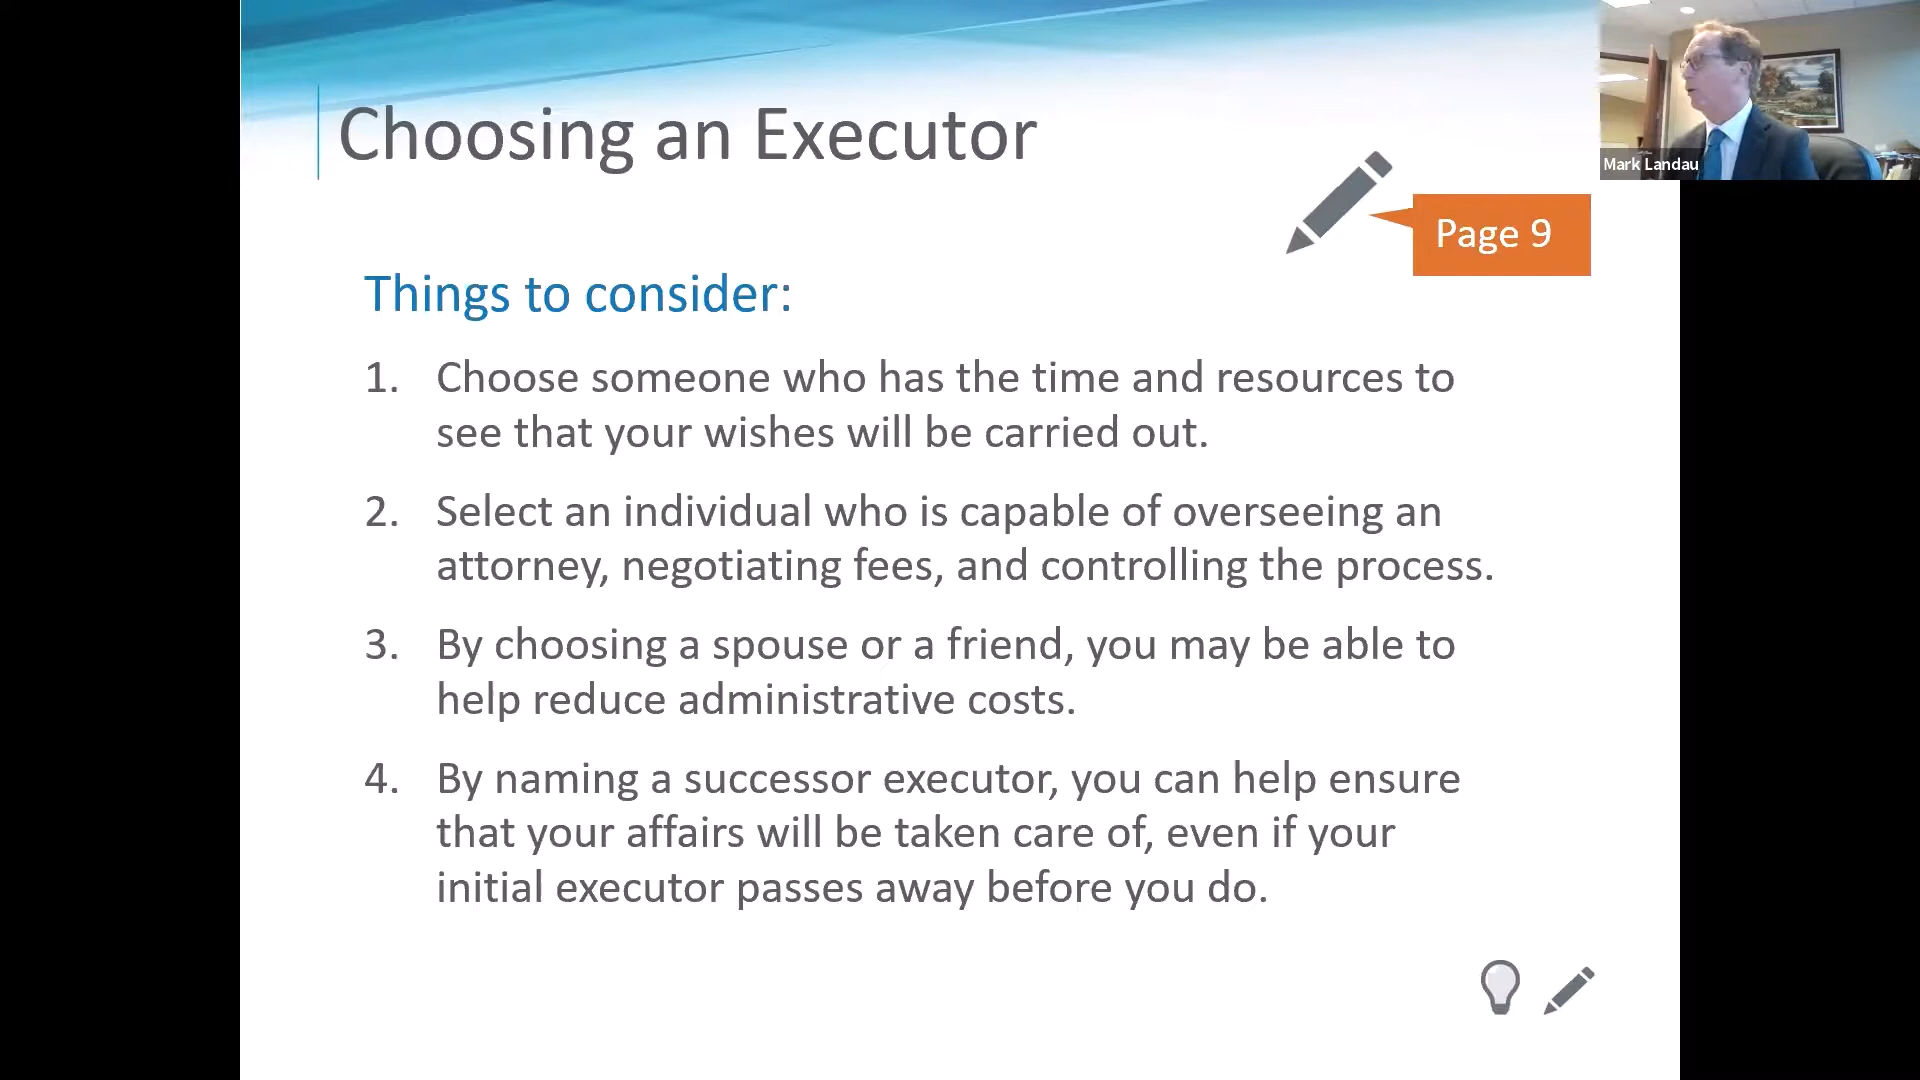 Choosing an Executor
Mark Landau
Page 9
Things to consider:
1. Choose someone who has the time and resources to
see that your wishes will be carried out.
2. Select an individual who is capable of overseeing an
attorney, negotiating fees, and controlling the process.
3. By choosing a spouse or a friend, you may be able to
help reduce administrative costs.
4. By naming a successor executor, you can help ensure
that your affairs will be taken care of, even if your
initial executor passes away before you do.